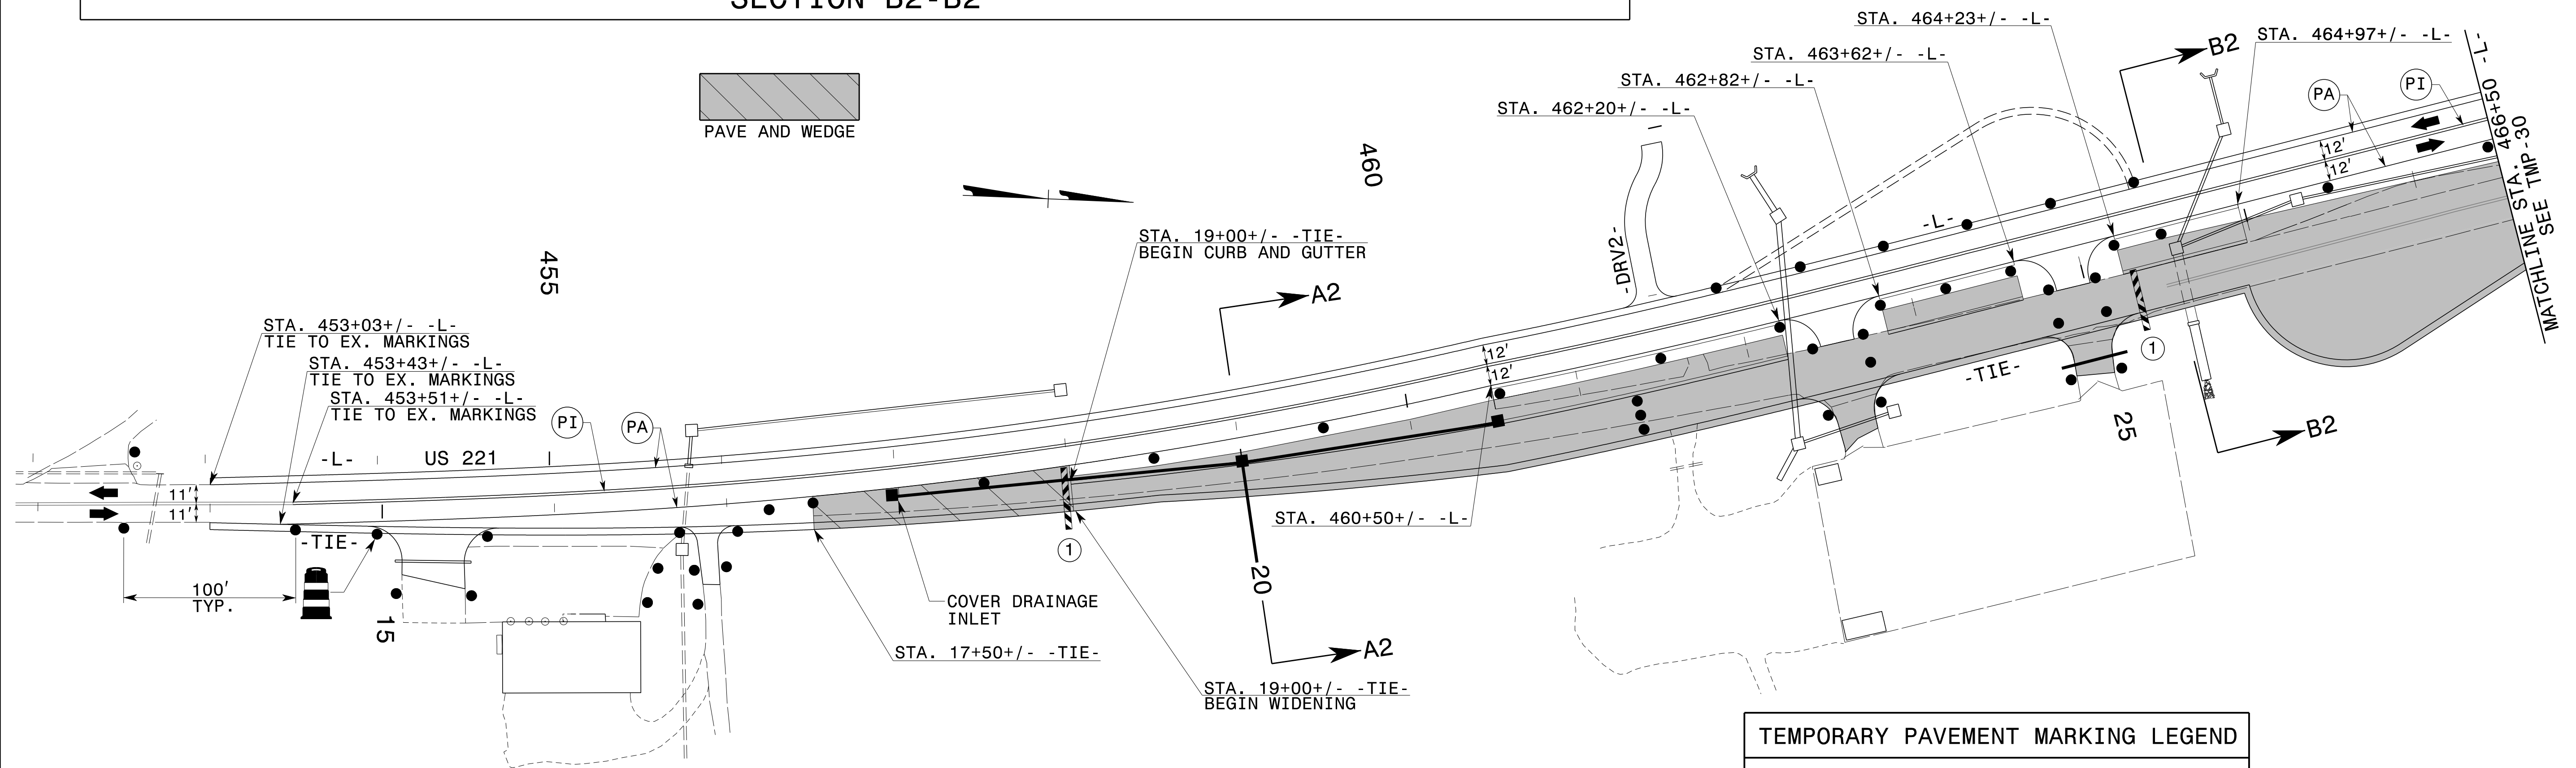 SECTION B2-B2
PAVE AND WEDGE
STA. 464+23+/- -L-
STA. 463+62+/- -L-
STA. 462+82+/- -L-
STA. 462+20+/- -L-
B2
STA. 464+97+/- -L-
PA
PI
MATCHLINE STA. 466+50 -L-
SEE TMP-30
12'
12'
-L-
-DRV2-
460
455
STA. 19+00+/- -TIE-
BEGIN CURB AND GUTTER
A2
STA. 453+03+/- -L-
TIE TO EX. MARKINGS
STA. 453+43+/- -L-
TIE TO EX. MARKINGS
STA. 453+51+/- -L-
TIE TO EX. MARKINGS
PI
PA
-L-
US 221
11'
11'
12'
12'
-TIE-
1
25
B2
STA. 460+50+/- -L-
-TIE-
1
20
100'
TYP.
15
COVER DRAINAGE
INLET
STA. 17+50+/- -TIE-
A2
STA. 19+00+/- -TIE-
BEGIN WIDENING
TEMPORARY PAVEMENT MARKING LEGEND